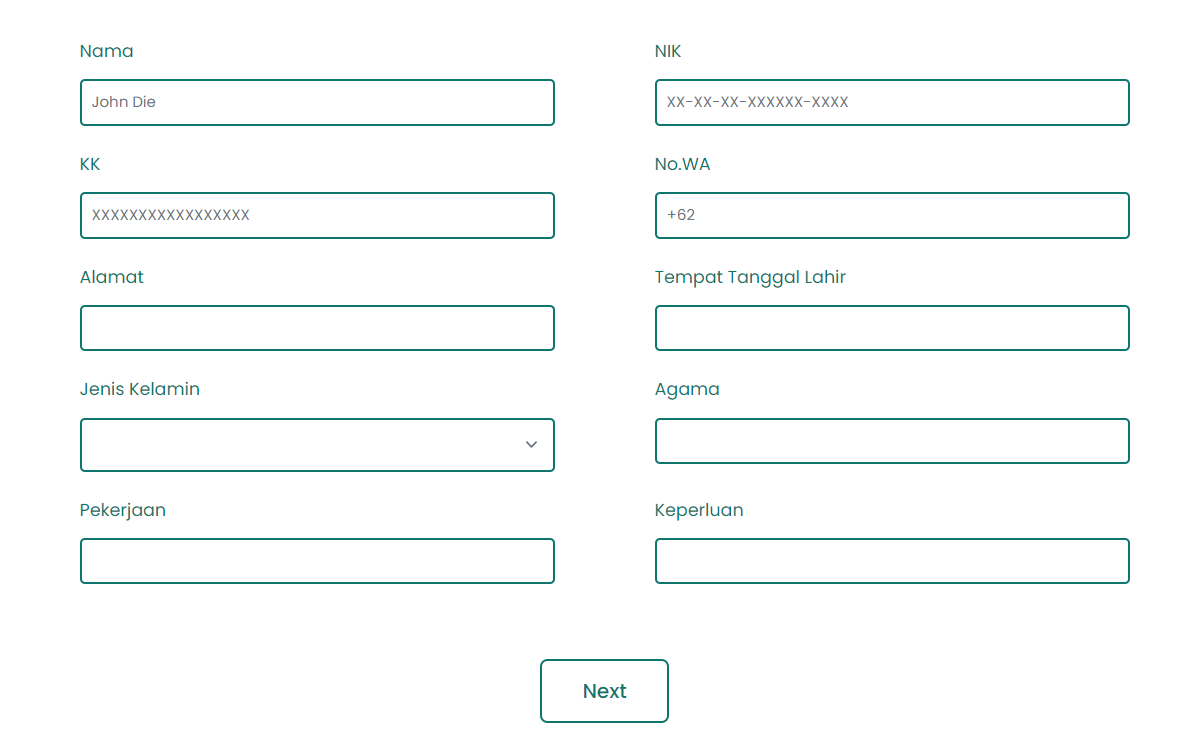 Nama
NIK
John Die
XX-XX-XX-XXXXXX-XXXX
KK
No.WA
XXXXXXXXXXXXXXXXX
+62
Alamat
Tempat Tanggal Lahir
Jenis Kelamin
Agama
Pekerjaan
Keperluan
Next